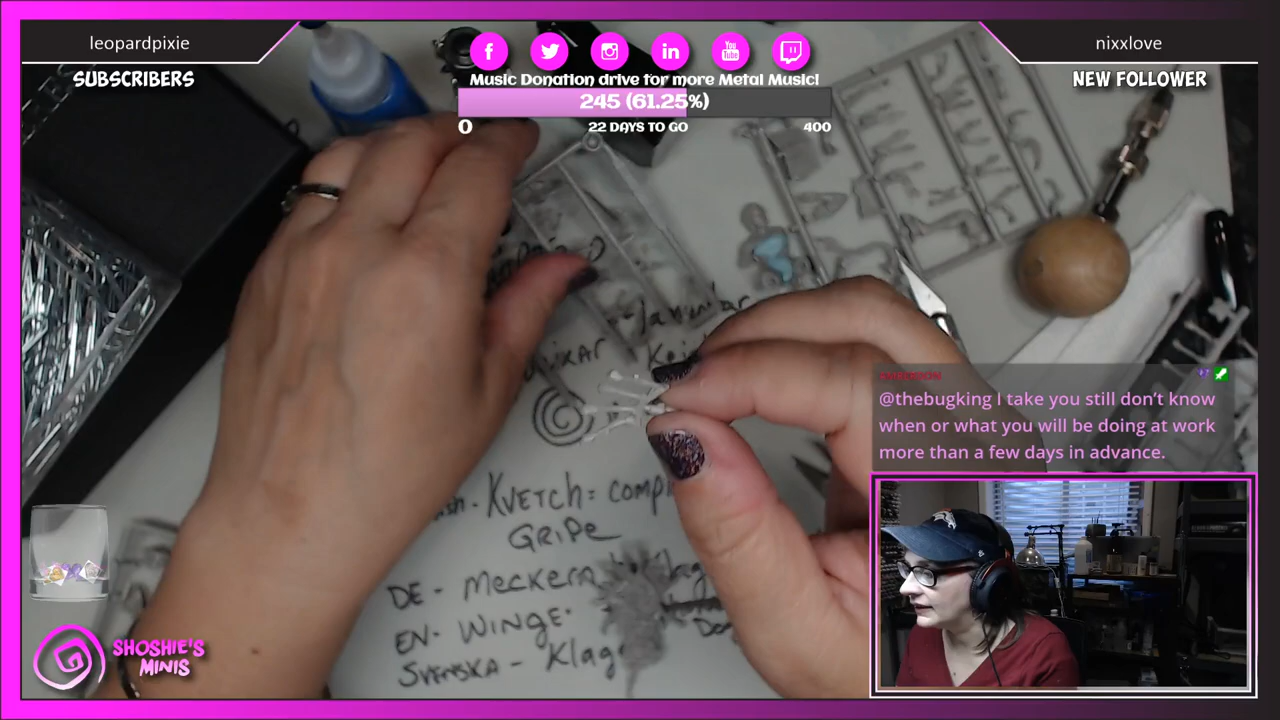 leopardpixie
SUBSCRIBERS
nixxlove
NEW FOLLOWER
Music Donation drive for more Metal Music!
245 (61.25%)
0
22 DAYS TO GO
400
@thebugking I take you still don't know
when or what you will be doing at work
more than a few days in advance.
KVETCH = comp
GRIPE
DE - meckern
EN - WINGE
SVENSKA - Klag
SHOSHIE'S
MINIS